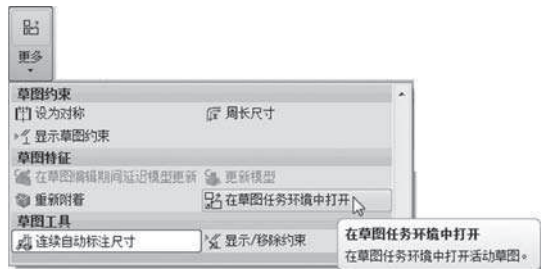 更多
草图约束
设为对称 周长尺寸
显示草图约束
草图特征
在草图编辑期间延迟模型更新 更新模型
重新附着 在草图任务环境中打开
草图工具
连续自动标注尺寸 显示/移除约束
在草图任务环境中打开
在草图任务环境中打开活动草图。